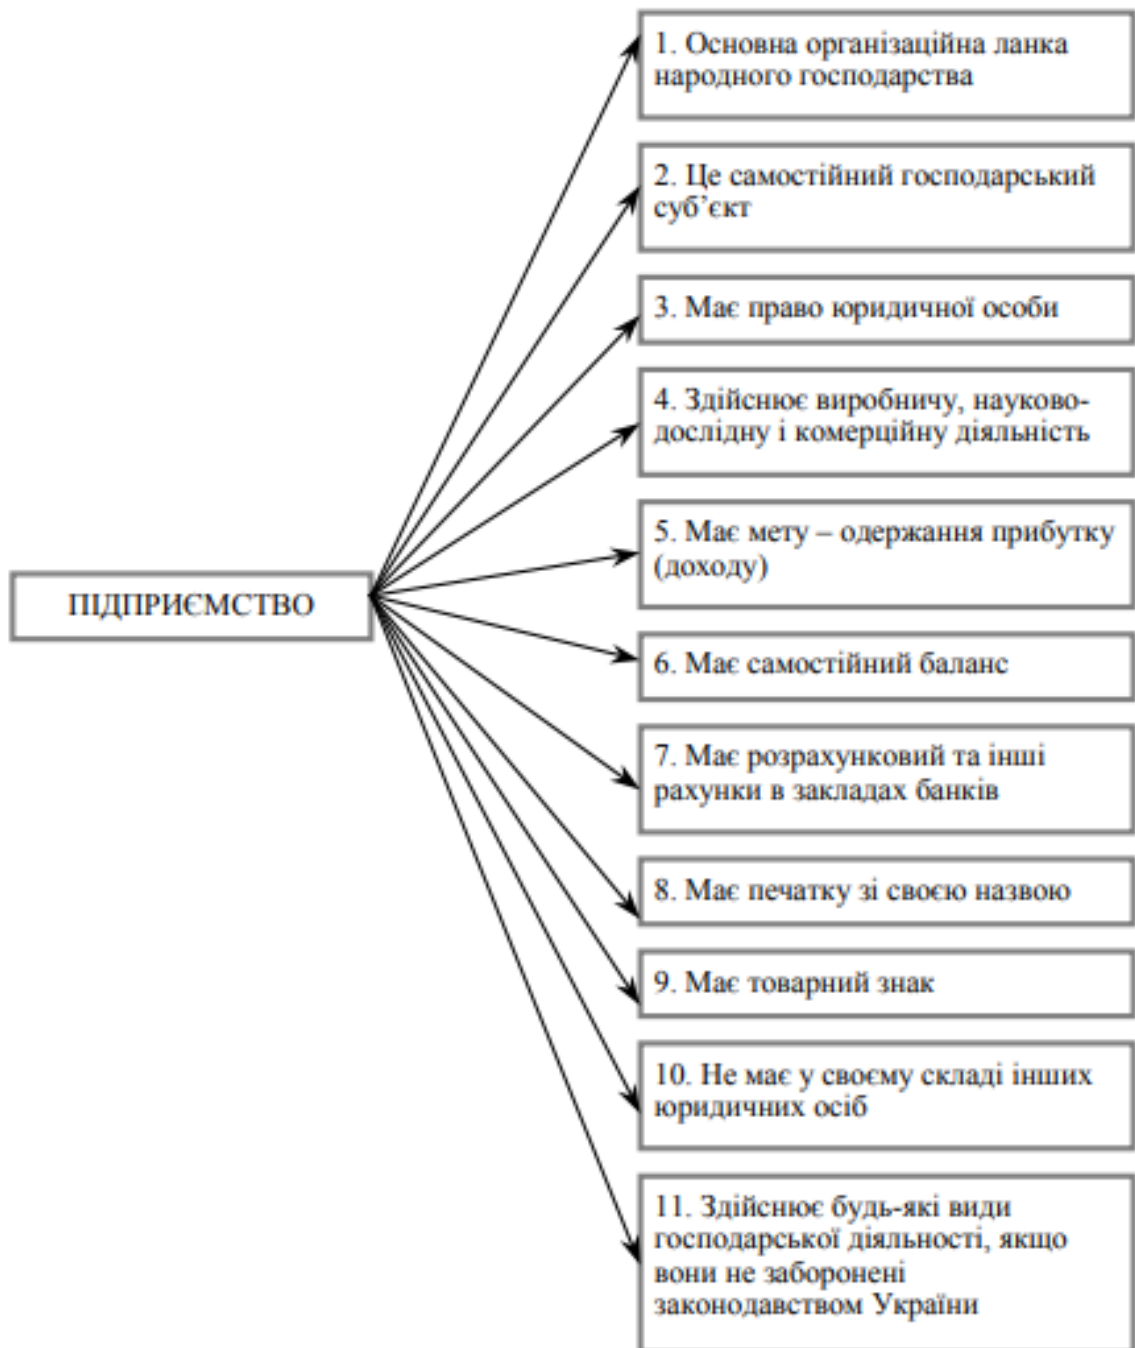 1. Основна організаційна ланка
народного господарства
2. Це самостійний господарський
суб’єкт
3. Має право юридичної особи
4. Здійснює виробничу, науково-
дослідну і комерційну діяльність
5. Має мету – одержання прибутку
(доходу)
ПІДПРИЄМСТВО
6. Має самостійний баланс
7. Має розрахунковий та інші
рахунки в закладах банків
8. Має печатку зі своєю назвою
9. Має товарний знак
10. Не має у своєму складі інших
юридичних осіб
11. Здійснює будь-які види
господарської діяльності, якщо
вони не заборонені
законодавством України